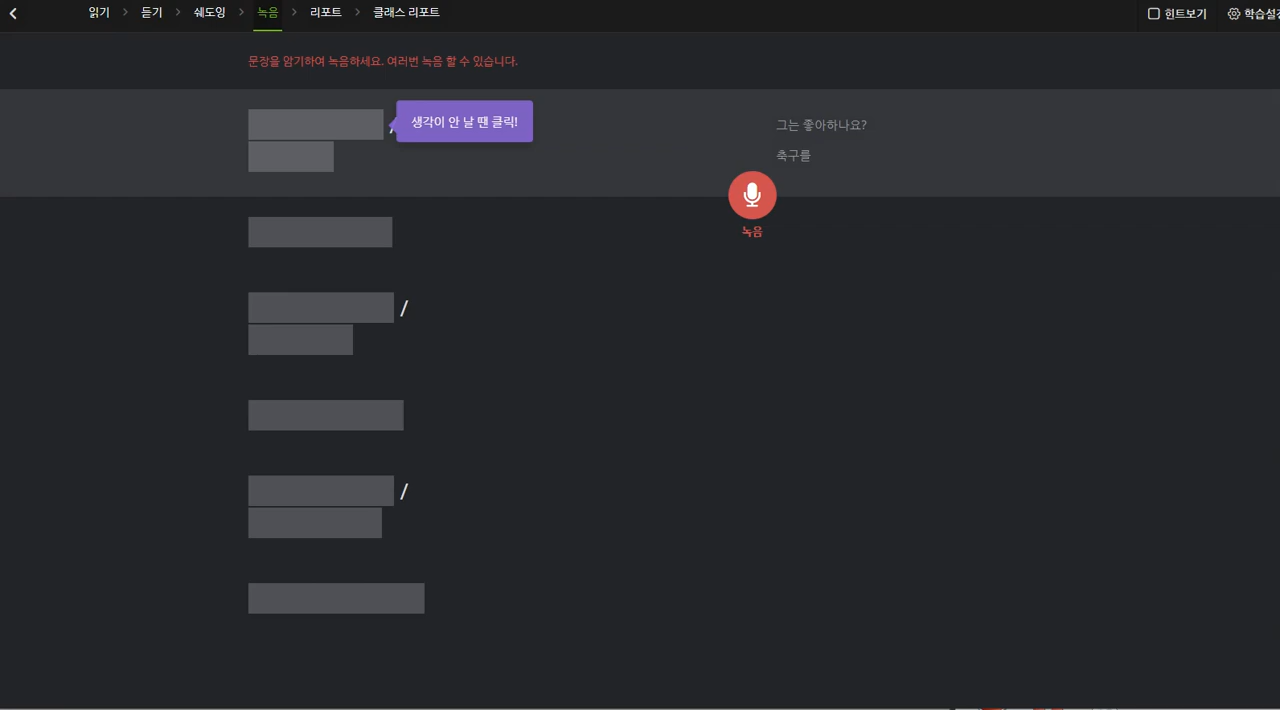 읽기 > 듣기 > 쉐도잉 > 녹음 > 리포트 > 클래스 리포트
힌트보기
학습설정
문장을 암기하여 녹음하세요. 여러번 녹음 할 수 있습니다.
생각이 안 날 땐 클릭!
그는 좋아하나요?
축구를
녹음
/
/